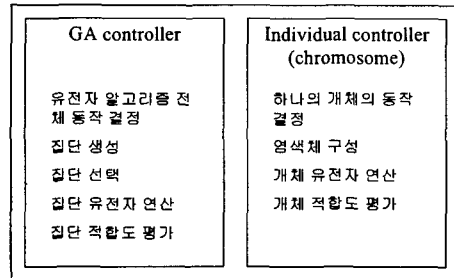 GA controller
유전자 알고리즘 전
체 동작 결정
집단 생성
집단 선택
집단 유전자 연산
집단 적합도 평가
Individual controller
(chromosome)
하나의 개체의 동작
결정
염색체 구성
개체 유전자 연산
개체 적합도 평가